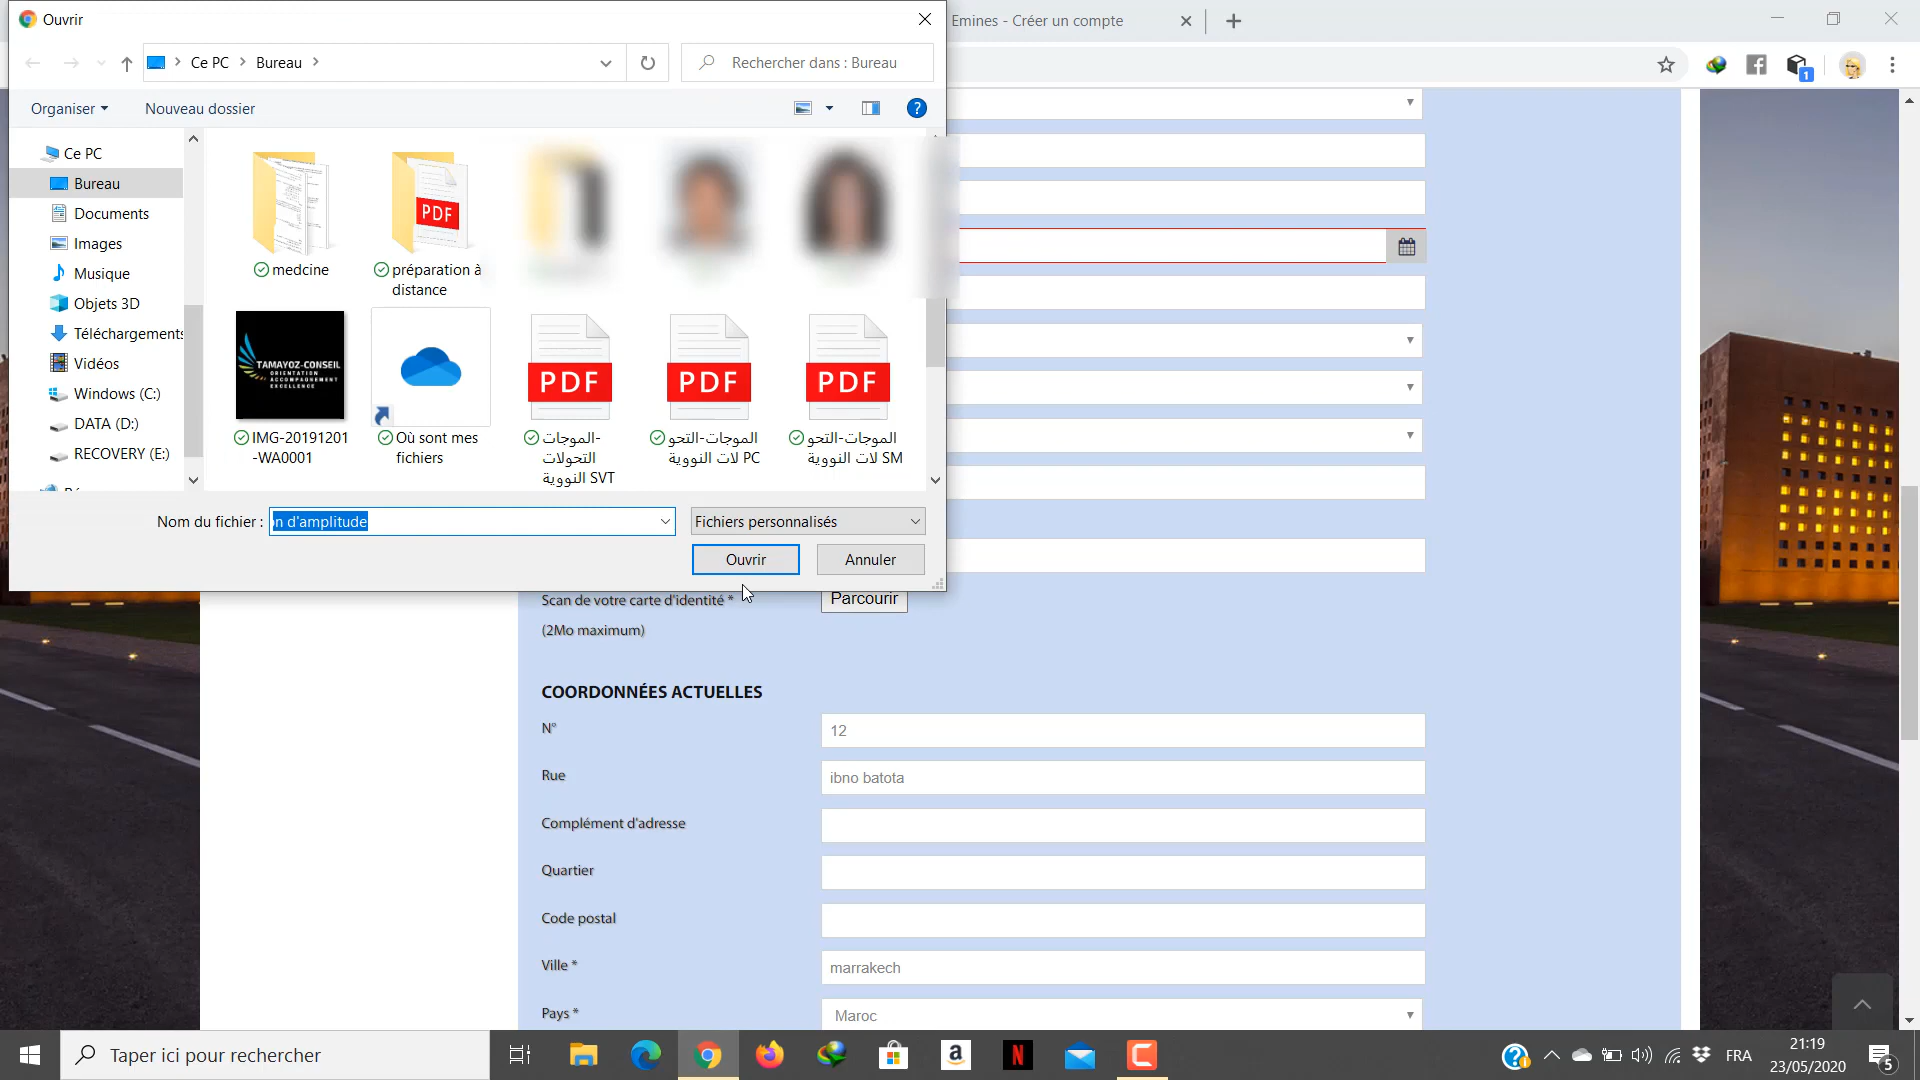 Ouvrir
Emines - Créer un compte
Ce PC
Bureau
Rechercher dans : Bureau
Organiser
Nouveau dossier
Ce PC
Bureau
Documents
Images
Musique
Objets 3D
Téléchargements
Vidéos
Windows (C:)
DATA (D:)
RECOVERY (E:)
medcine
préparation à
distance
TAMAYOZ-CONSEIL
ORIENTATION
ACCOMPAGNEMENT
EXCELLENCE
PDF
PDF
PDF
PDF
IMG-20191201
-WA0001
Où sont mes
fichiers
الموجات-
التحولات
النووية SVT
الموجات-التحو
لات النووية PC
الموجات-التحو
لات النووية SM
Nom du fichier :
n d'amplitude
Fichiers personnalisés
Ouvrir
Annuler
Scan de votre carte d'identité *
Parcourir
(2Mo maximum)
COORDONNÉES ACTUELLES
N°
12
Rue
ibno batota
Complément d'adresse
Quartier
Code postal
Ville *
marrakech
Pays *
Maroc
Taper ici pour rechercher
FRA
21:19
23/05/2020
5
1